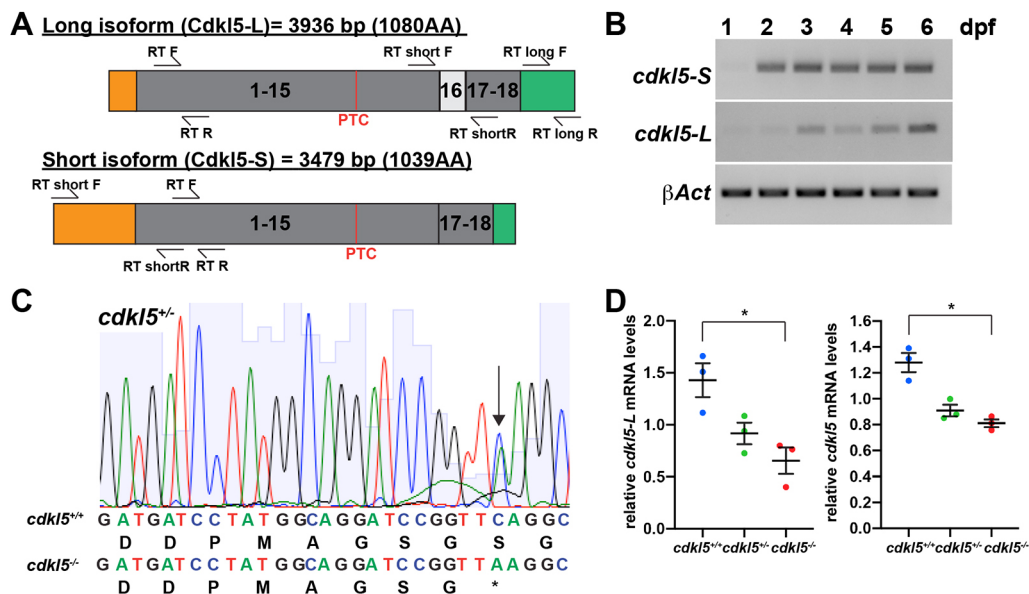 A
Long isoform (Cdkl5-L)= 3936 bp (1080AA)
RT F
RT short F
RT long F
1-15
16
17-18
RT R
PTC
RT shortR
RT long R
Short isoform (Cdkl5-S) = 3479 bp (1039AA)
RT short F
RT F
1-15
17-18
RT shortR
RT R
PTC
B
1 2 3 4 5 6 dpf
cdkl5-S
cdkl5-L
βAct
C
cdkl5+/-
cdkl5+/+ GATGATCCTATGGCAGGATCCGGTTCAGGC
D D P M A G S G S G
cdkl5-/- GATGATCCTATGGCAGGATCCGGTTAAGGC
D D P M A G S G *
D
relative cdkl5-L mRNA levels
2.0
1.5
1.0
0.5
0.0
*
cdkl5+/+ cdkl5+/- cdkl5-/-
relative cdkl5 mRNA levels
1.6
1.4
1.2
1.0
0.8
0.6
0.4
0.2
0.0
*
cdkl5+/+ cdkl5+/- cdkl5-/-